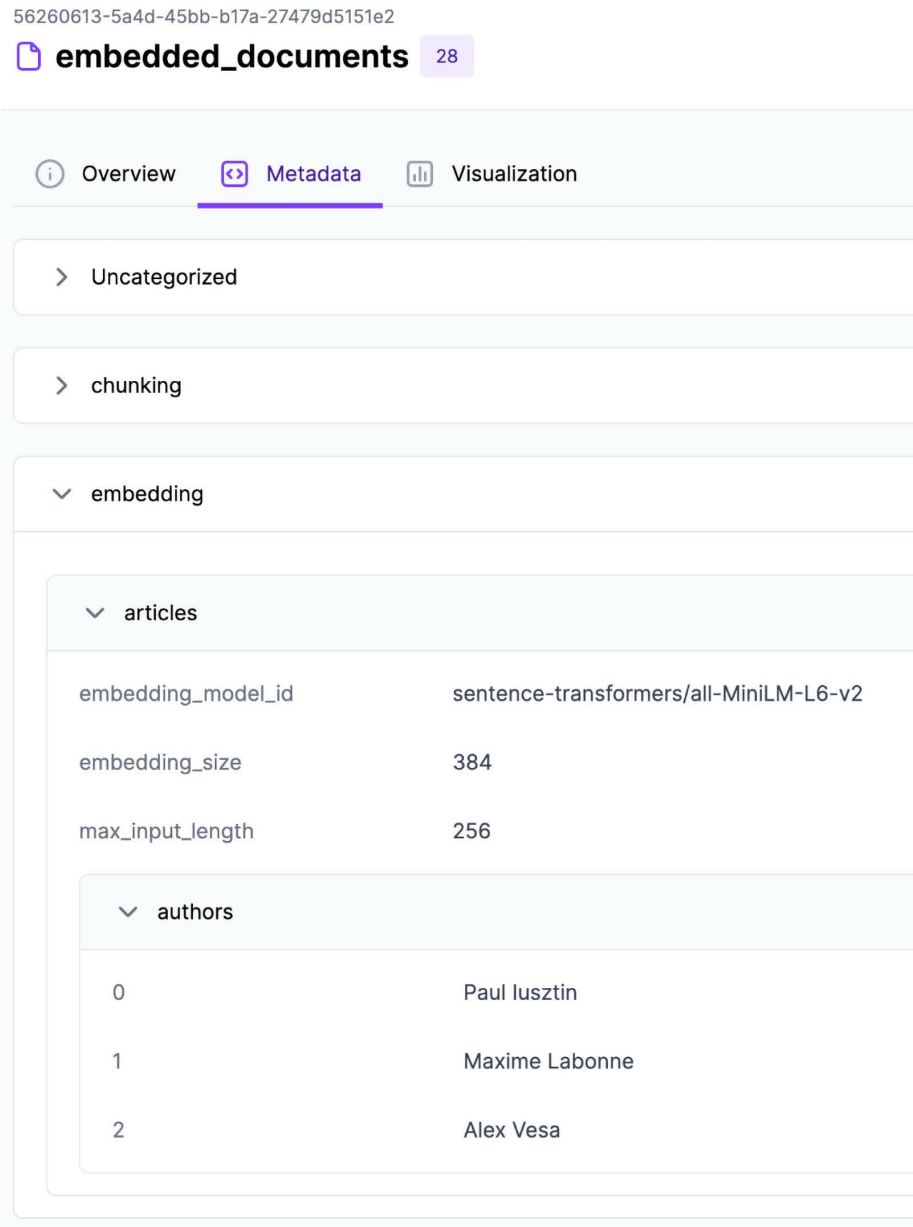 56260613-5a4d-45bb-b17a-27479d5151e2
embedded_documents 28
Overview Metadata Visualization
Uncategorized
chunking
embedding
articles
embedding_model_id sentence-transformers/all-MiniLM-L6-v2
embedding_size 384
max_input_length 256
authors
0 Paul Iusztin
1 Maxime Labonne
2 Alex Vesa